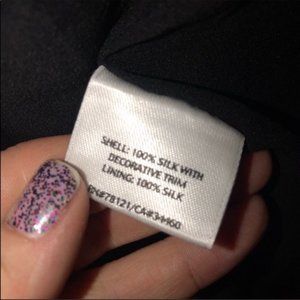 SHELL: 100% SILK WITH
DECORATIVE TRIM
LINING: 100% SILK
RN#78121/CA#34460